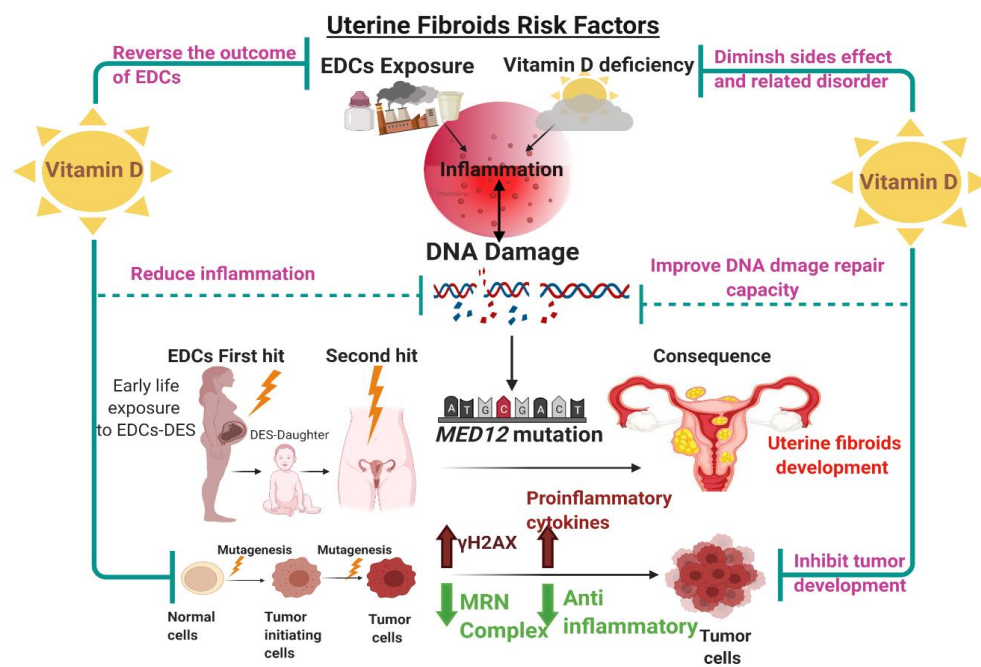 Uterine Fibroids Risk Factors
Reverse the outcome
of EDCs
EDCs Exposure
Vitamin D deficiency
Diminsh sides effect
and related disorder
Vitamin D
Vitamin D
Inflammation
Chemokine
DNA Damage
Reduce inflammation
Improve DNA dmage repair
capacity
EDCs First hit
Second hit
Consequence
Early life
exposure
to EDCs-DES
DES-Daughter
A T G C G A C T
MED12 mutation
Uterine fibroids
development
Proinflammatory
cytokines
γH2AX
Mutagenesis
Mutagenesis
Inhibit tumor
development
MRN
Complex
Anti
inflammatory
Normal
cells
Tumor
initiating
cells
Tumor
cells
Tumor
cells